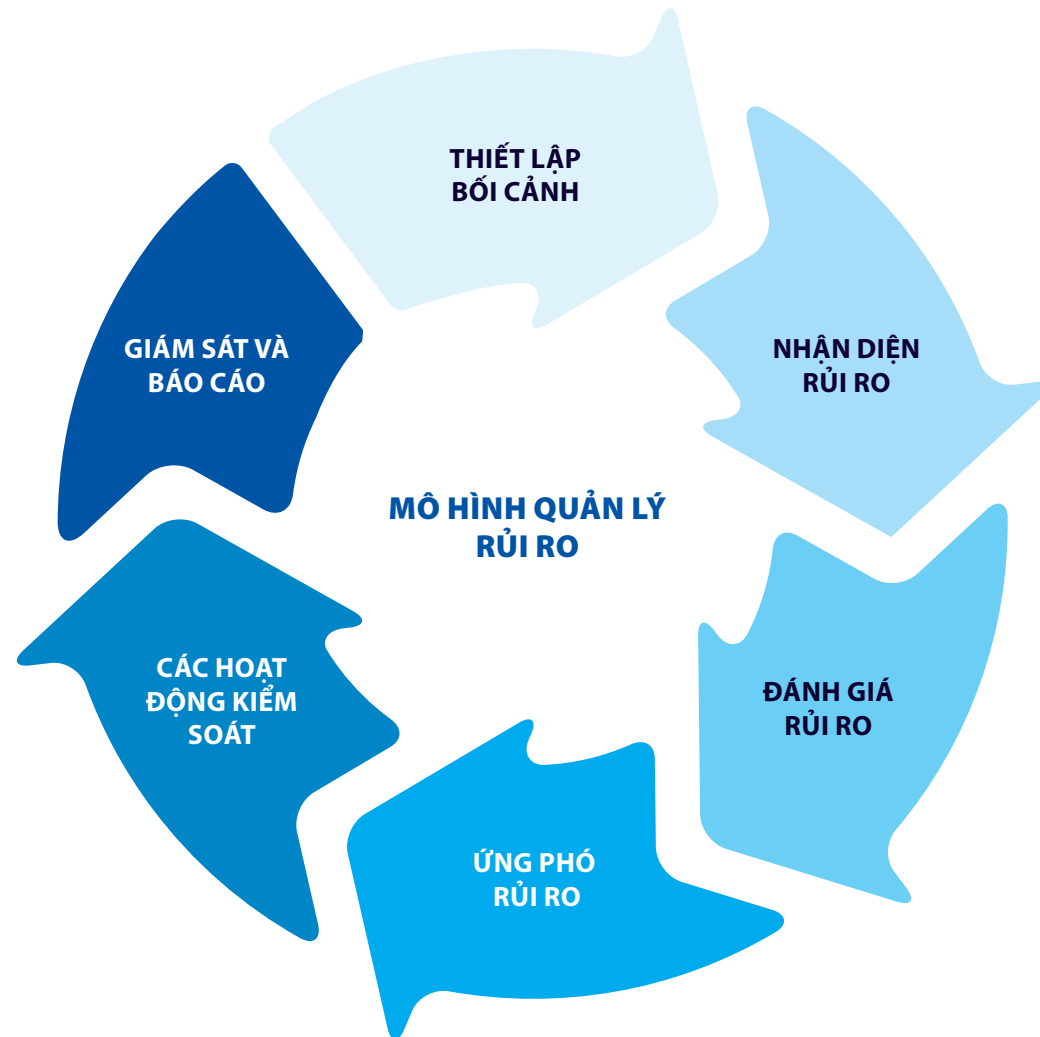 THIẾT LẬP
BỐI CẢNH
NHẬN DIỆN
RỦI RO
ĐÁNH GIÁ
RỦI RO
ỨNG PHÓ
RỦI RO
CÁC HOẠT
ĐỘNG KIỂM
SOÁT
GIÁM SÁT VÀ
BÁO CÁO
MÔ HÌNH QUẢN LÝ
RỦI RO